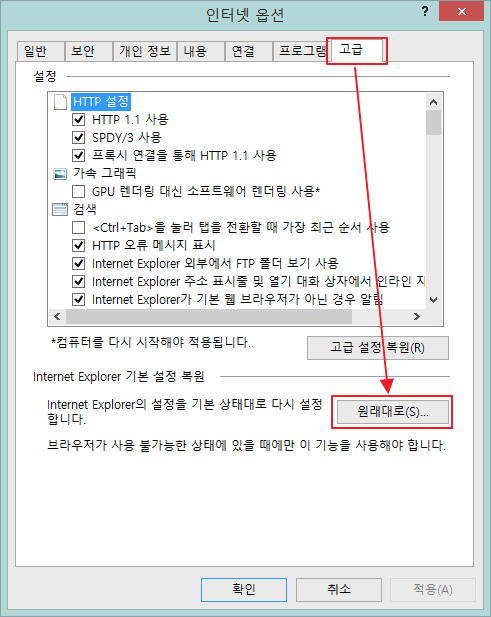 인터넷 옵션
?
일반
보안
개인 정보
내용
연결
프로그램
고급
설정
HTTP 설정
HTTP 1.1 사용
SPDY/3 사용
프록시 연결을 통해 HTTP 1.1 사용
가속 그래픽
GPU 렌더링 대신 소프트웨어 렌더링 사용*
검색
<Ctrl+Tab>을 눌러 탭을 전환할 때 가장 최근 순서 사용
HTTP 오류 메시지 표시
Internet Explorer 외부에서 FTP 폴더 보기 사용
Internet Explorer 주소 표시줄 및 열기 대화 상자에서 인라인 자
Internet Explorer가 기본 웹 브라우저가 아닌 경우 알림
*컴퓨터를 다시 시작해야 적용됩니다.
고급 설정 복원(R)
Internet Explorer 기본 설정 복원
Internet Explorer의 설정을 기본 상태대로 다시 설정
합니다.
원래대로(S)...
브라우저가 사용 불가능한 상태에 있을 때에만 이 기능을 사용해야 합니다.
확인
취소
적용(A)